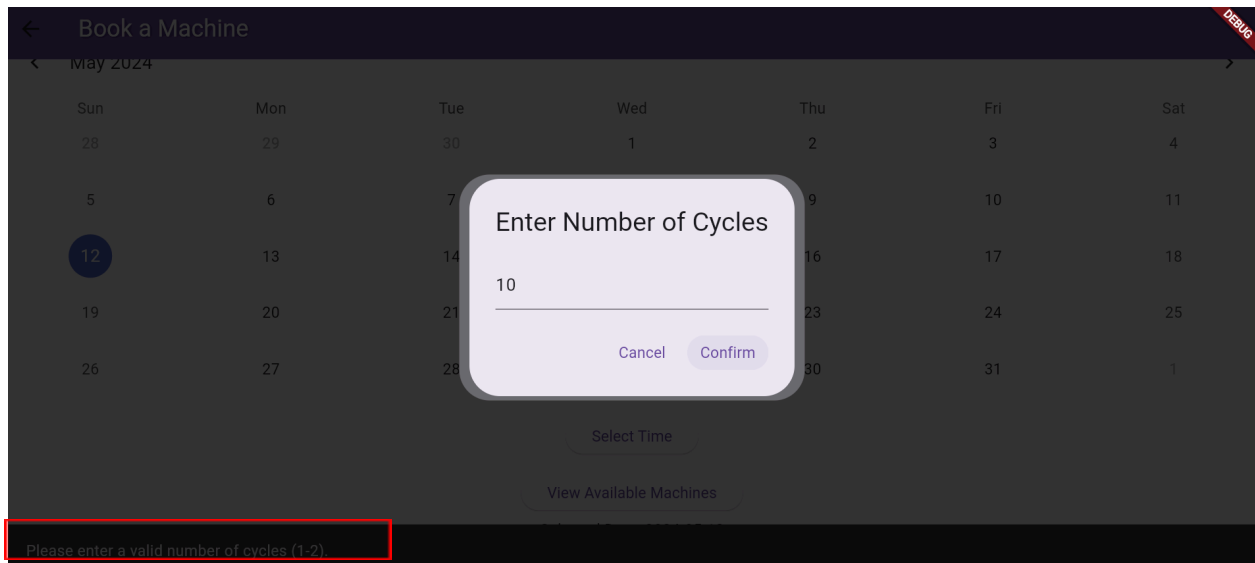 Book a Machine
DEBUG
May 2024
Sun Mon Tue Wed Thu Fri Sat
28 29 30 1 2 3 4
5 6 7 9 10 11
12 13 14 16 17 18
19 20 21 23 24 25
26 27 28 30 31 1
Enter Number of Cycles
10
Cancel Confirm
Select Time
View Available Machines
Please enter a valid number of cycles (1-2).